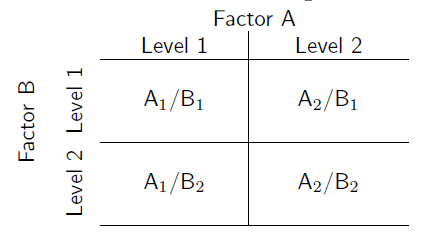 Factor A
Level 1 Level 2
Factor B
Level 1
A₁/B₁ A₂/B₁
Level 2
A₁/B₂ A₂/B₂